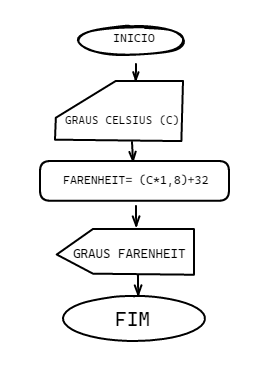 INICIO
GRAUS CELSIUS (C)
FARENHEIT= (C*1,8)+32
GRAUS FARENHEIT
FIM